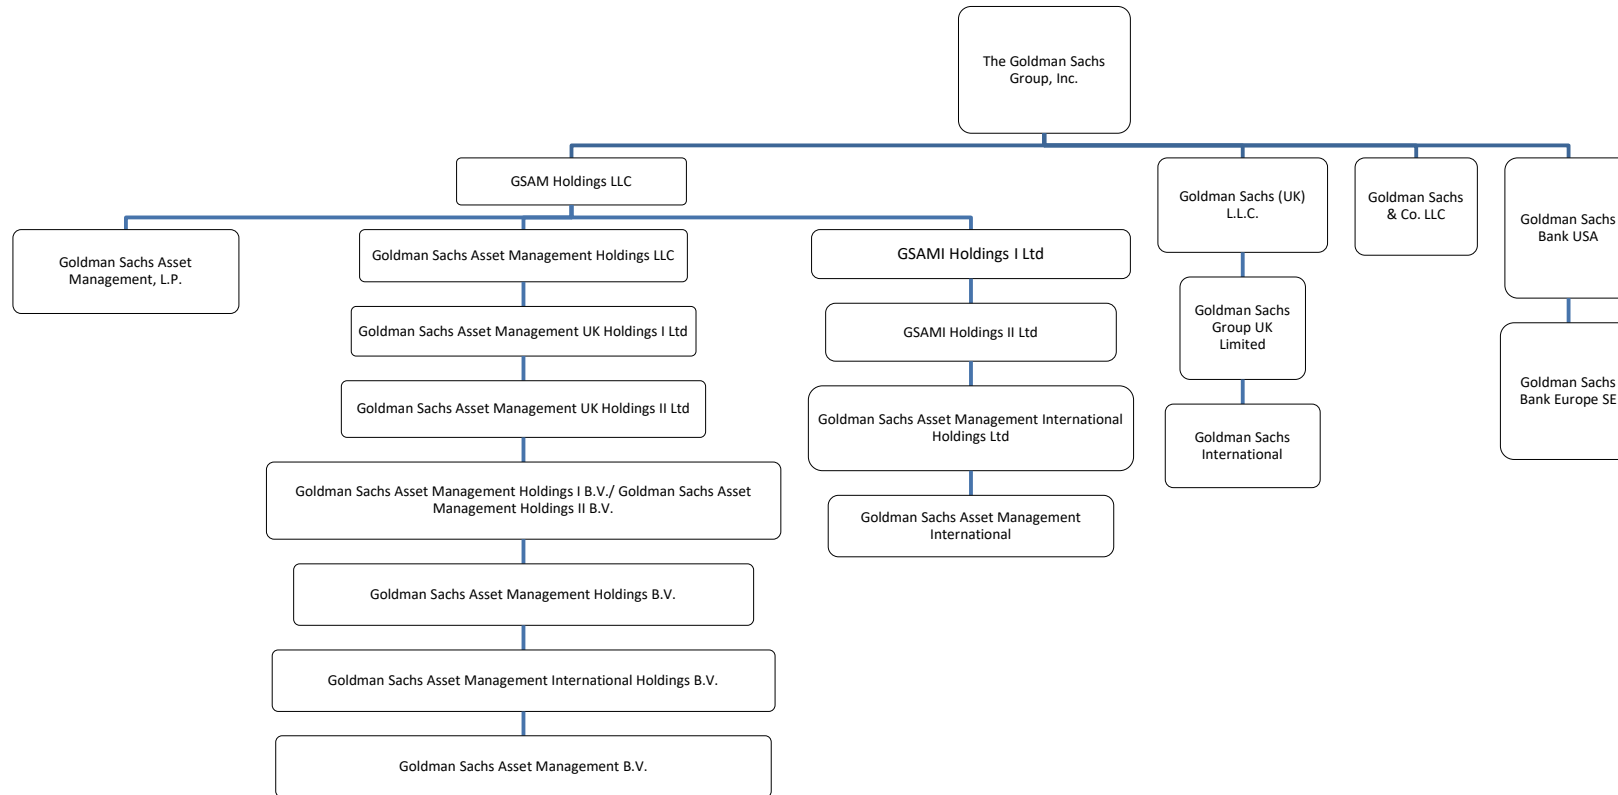 The Goldman Sachs
Group, Inc.
GSAM Holdings LLC
Goldman Sachs (UK)
L.L.C.
Goldman Sachs
& Co. LLC
Goldman Sachs
Bank USA
Goldman Sachs Asset
Management, L.P.
Goldman Sachs Asset Management Holdings LLC
GSAMI Holdings I Ltd
Goldman Sachs Asset Management UK Holdings I Ltd
GSAMI Holdings II Ltd
Goldman Sachs
Group UK
Limited
Goldman Sachs Asset Management UK Holdings II Ltd
Goldman Sachs Asset Management International
Holdings Ltd
Goldman Sachs
International
Goldman Sachs
Bank Europe SE
Goldman Sachs Asset Management Holdings I B.V./ Goldman Sachs Asset
Management Holdings II B.V.
Goldman Sachs Asset Management
International
Goldman Sachs Asset Management Holdings B.V.
Goldman Sachs Asset Management International Holdings B.V.
Goldman Sachs Asset Management B.V.